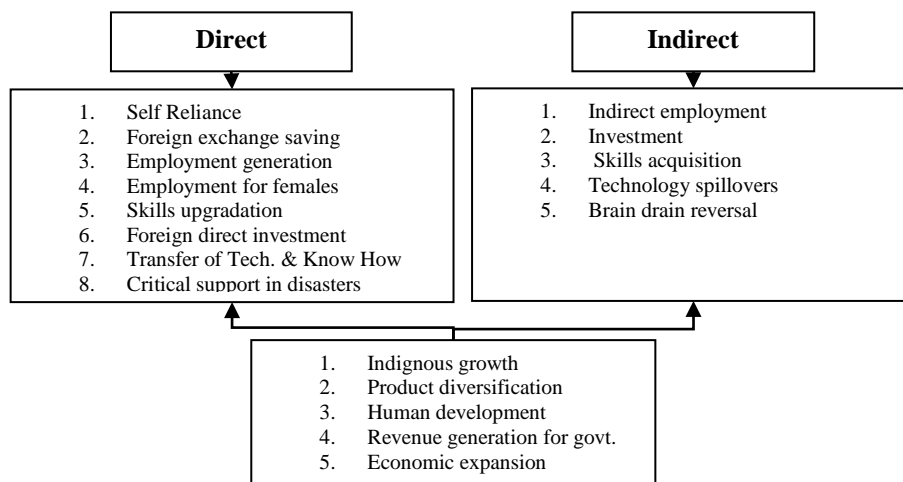 Direct
Indirect
1. Self Reliance
2. Foreign exchange saving
3. Employment generation
4. Employment for females
5. Skills upgradation
6. Foreign direct investment
7. Transfer of Tech. & Know How
8. Critical support in disasters
1. Indirect employment
2. Investment
3. Skills acquisition
4. Technology spillovers
5. Brain drain reversal
1. Indignous growth
2. Product diversification
3. Human development
4. Revenue generation for govt.
5. Economic expansion